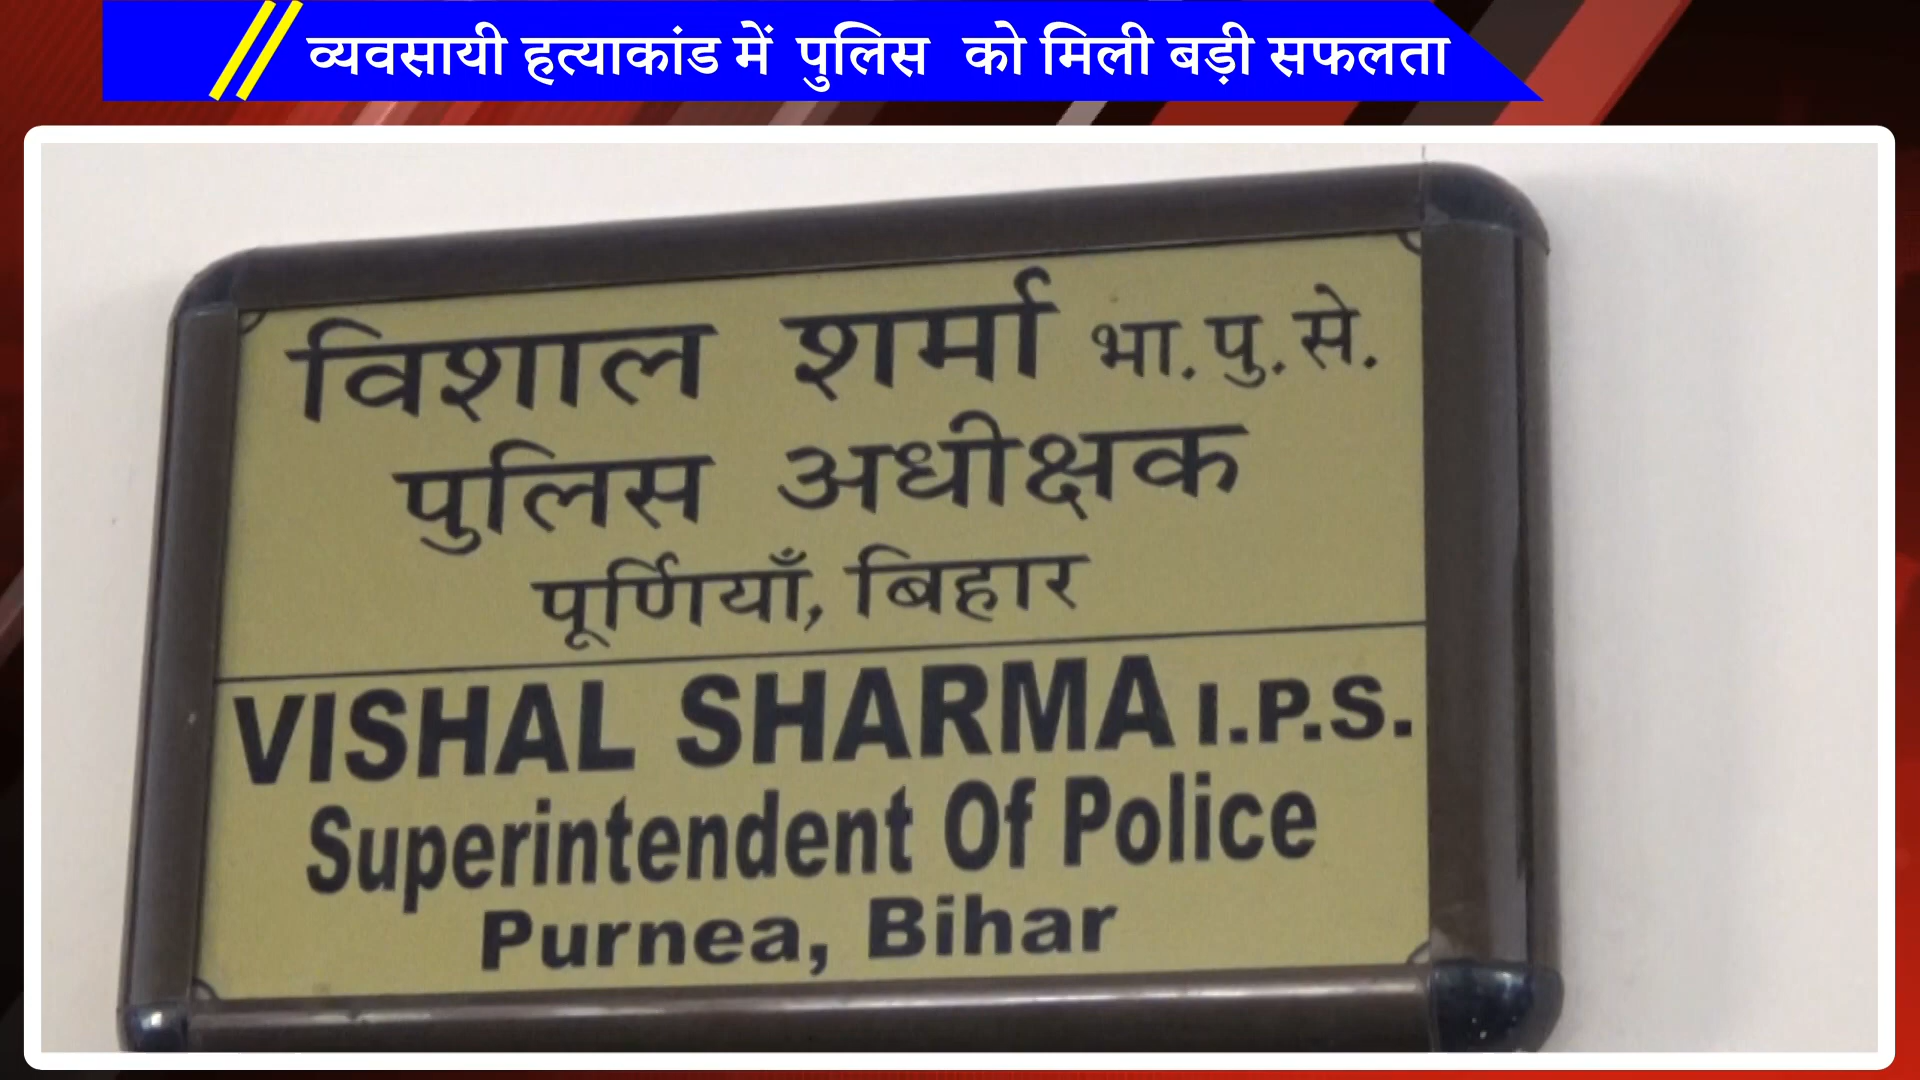 व्यवसायी हत्याकांड में पुलिस को मिली बड़ी सफलता
विशाल शर्मा भा.पु.से.
पुलिस अधीक्षक
पूर्णियाँ, बिहार
VISHAL SHARMA I.P.S.
Superintendent Of Police
Purnea, Bihar